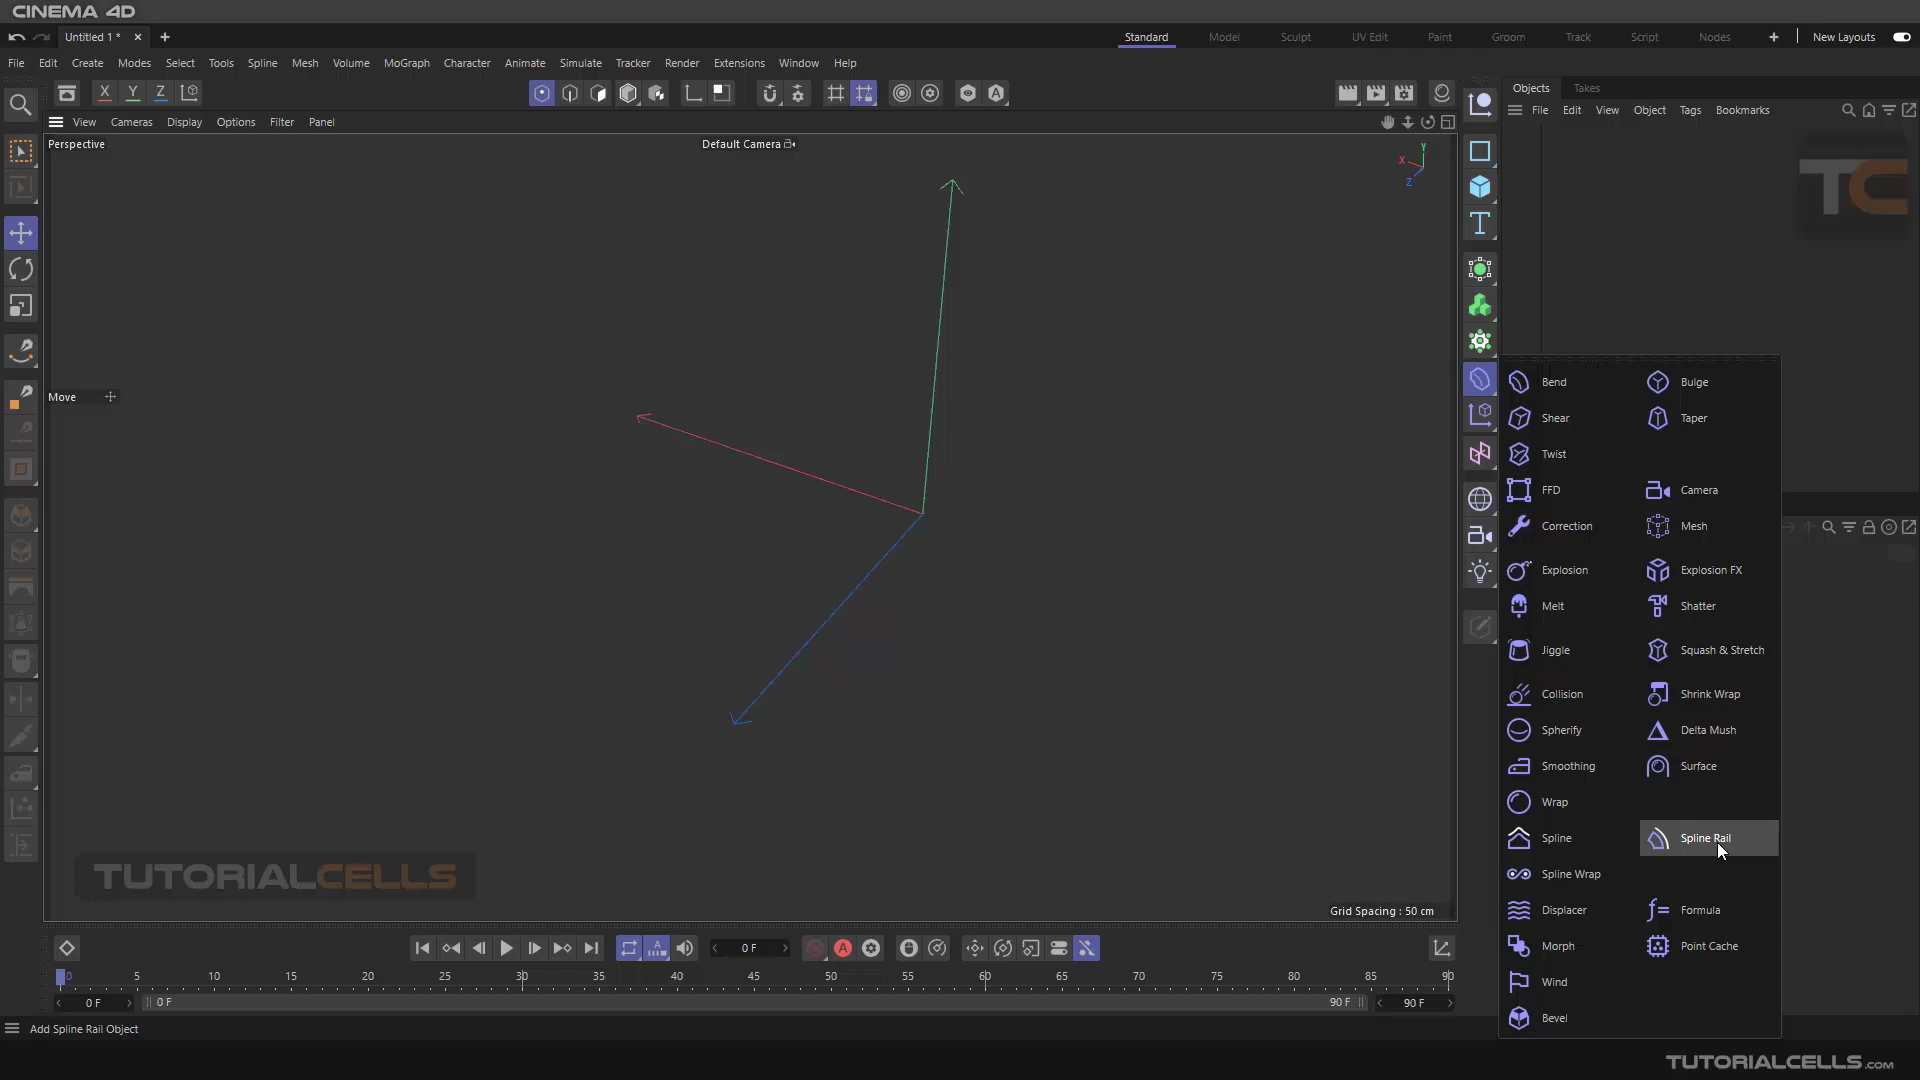 CINEMA 4D
Untitled 1 *
Standard
Model
Sculpt
UV Edit
Paint
Groom
Track
Script
Nodes
New Layouts
File Edit Create Modes Select Tools Spline Mesh Volume MoGraph Character Animate Simulate Tracker Render Extensions Window Help
X Y Z
Objects
Takes
File Edit View Object Tags Bookmarks
View Cameras Display Options Filter Panel
Perspective
Default Camera
Y
X
Z
TC
Move
Bend
Bulge
Shear
Taper
Twist
FFD
Camera
Correction
Mesh
Explosion
Explosion FX
Melt
Shatter
Jiggle
Squash & Stretch
Collision
Shrink Wrap
Spherify
Delta Mush
Smoothing
Surface
Wrap
Spline
Spline Rail
Spline Wrap
Displacer
Formula
Morph
Point Cache
Wind
Bevel
TUTORIALCELLS
Grid Spacing : 50 cm
0 F
0 5 10 15 20 25 30 35 40 45 50 55 60 65 70 75 80 85 90
0 F
0 F
90 F
90 F
Add Spline Rail Object
TUTORIALCELLS.com